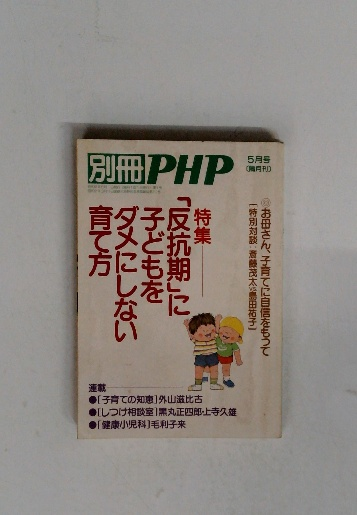 別冊PHP
5月号
(隔月刊)
◎お母さん、子育てに自信をもって
[特別対談:斎藤茂太vs.黒田祐子]
特集
「反抗期」に
子どもを
ダメにしない
育て方
連載
●[子育ての知恵]外山滋比古
●[しつけ相談室]黒丸正四郎・上寺久雄
●[健康小児科]毛利子来